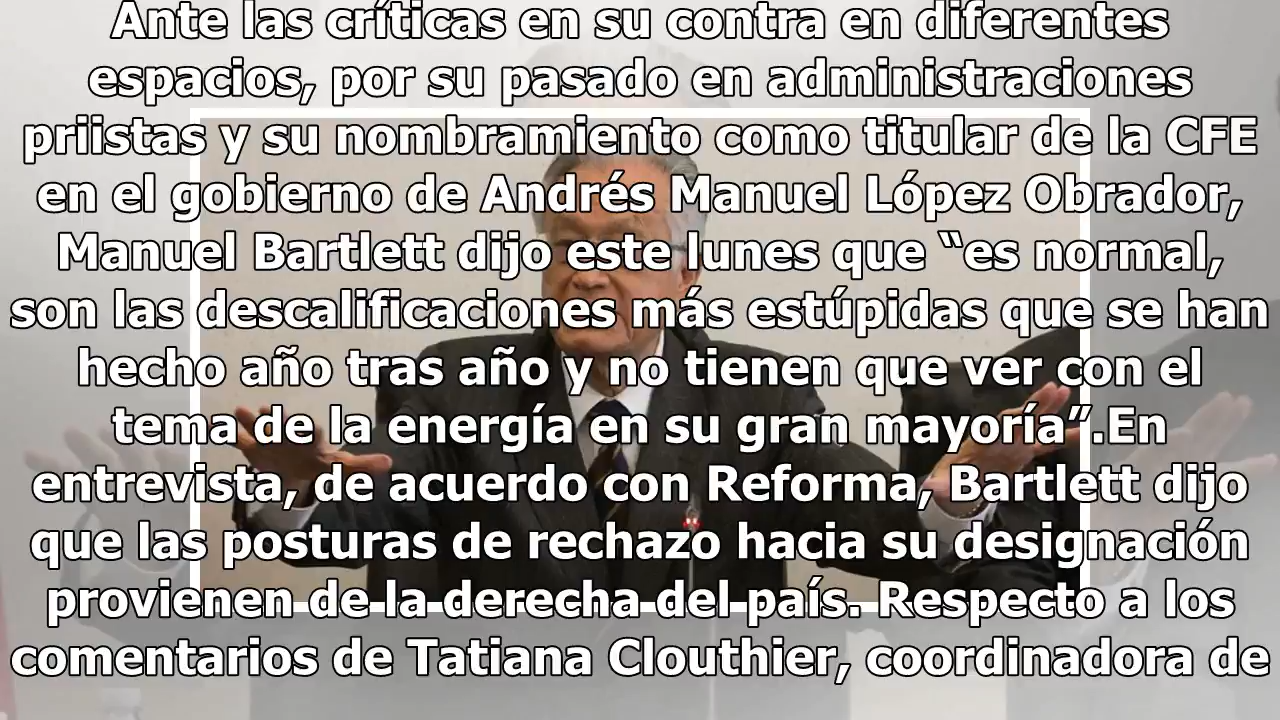 Ante las críticas en su contra en diferentes
espacios, por su pasado en administraciones
priistas y su nombramiento como titular de la CFE
en el gobierno de Andrés Manuel López Obrador,
Manuel Bartlett dijo este lunes que “es normal,
son las descalificaciones más estúpidas que se han
hecho año tras año y no tienen que ver con el
tema de la energía en su gran mayoría”.En
entrevista, de acuerdo con Reforma, Bartlett dijo
que las posturas de rechazo hacia su designación
provienen de la derecha del país. Respecto a los
comentarios de Tatiana Clouthier, coordinadora de